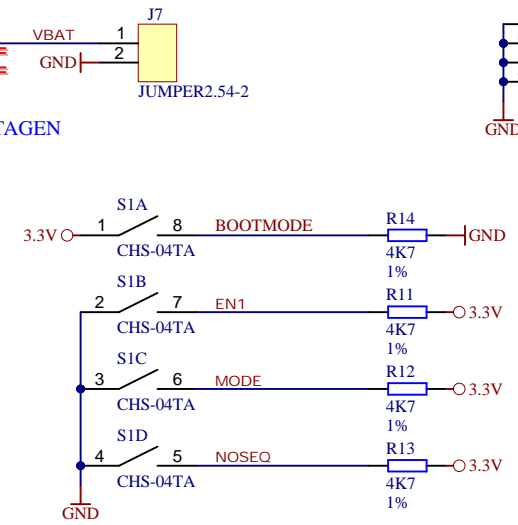 J7
VBAT 1
GND 2
JUMPER2.54-2
TAGEN
GND
S1A
3.3V 1 8 BOOTMODE R14 GND
CHS-04TA 4K7
1%
S1B R11
2 7 EN1 3.3V
CHS-04TA 4K7
1%
S1C R12
3 6 MODE 3.3V
CHS-04TA 4K7
1%
S1D R13
4 5 NOSEQ 3.3V
CHS-04TA 4K7
1%
GND